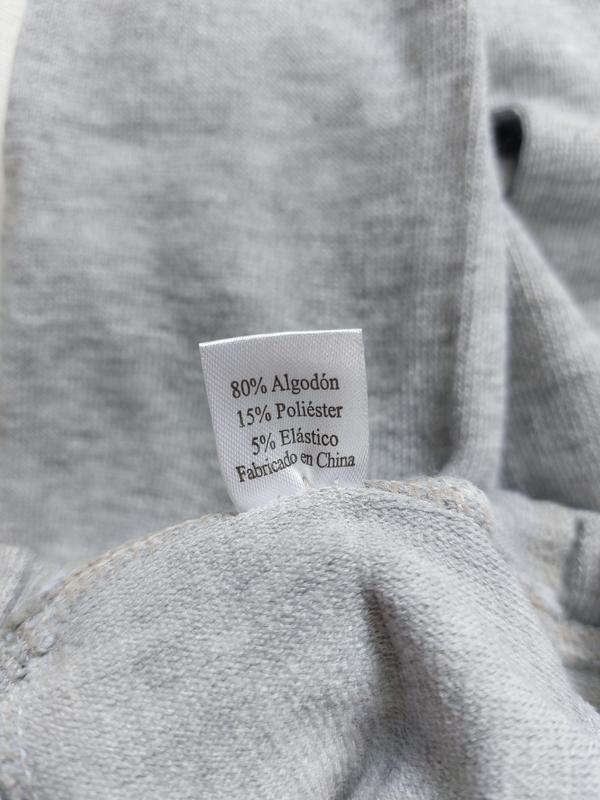 80% Algodón
15% Poliéster
5% Elástico
Fabricado en China